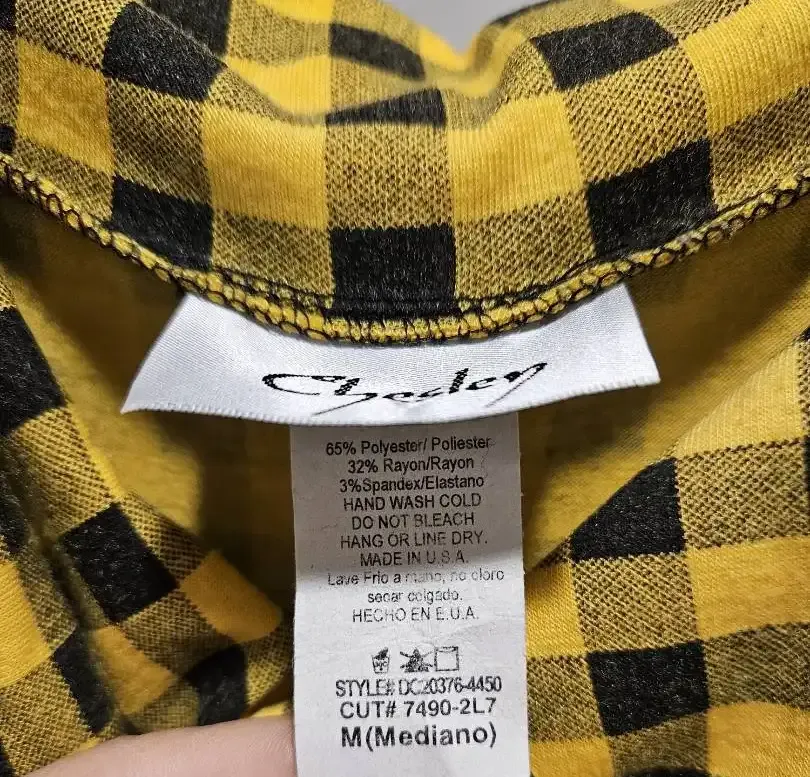 Chesley
65% Polyester/ Poliester
32% Rayon/Rayon
3%Spandex/Elastano
HAND WASH COLD
DO NOT BLEACH
HANG OR LINE DRY.
MADE IN U.S.A.
Lave Frio a mano, no cloro
secar colgado.
HECHO EN E.U.A.
STYLE# DC20376-4450
CUT# 7490-2L7
M(Mediano)